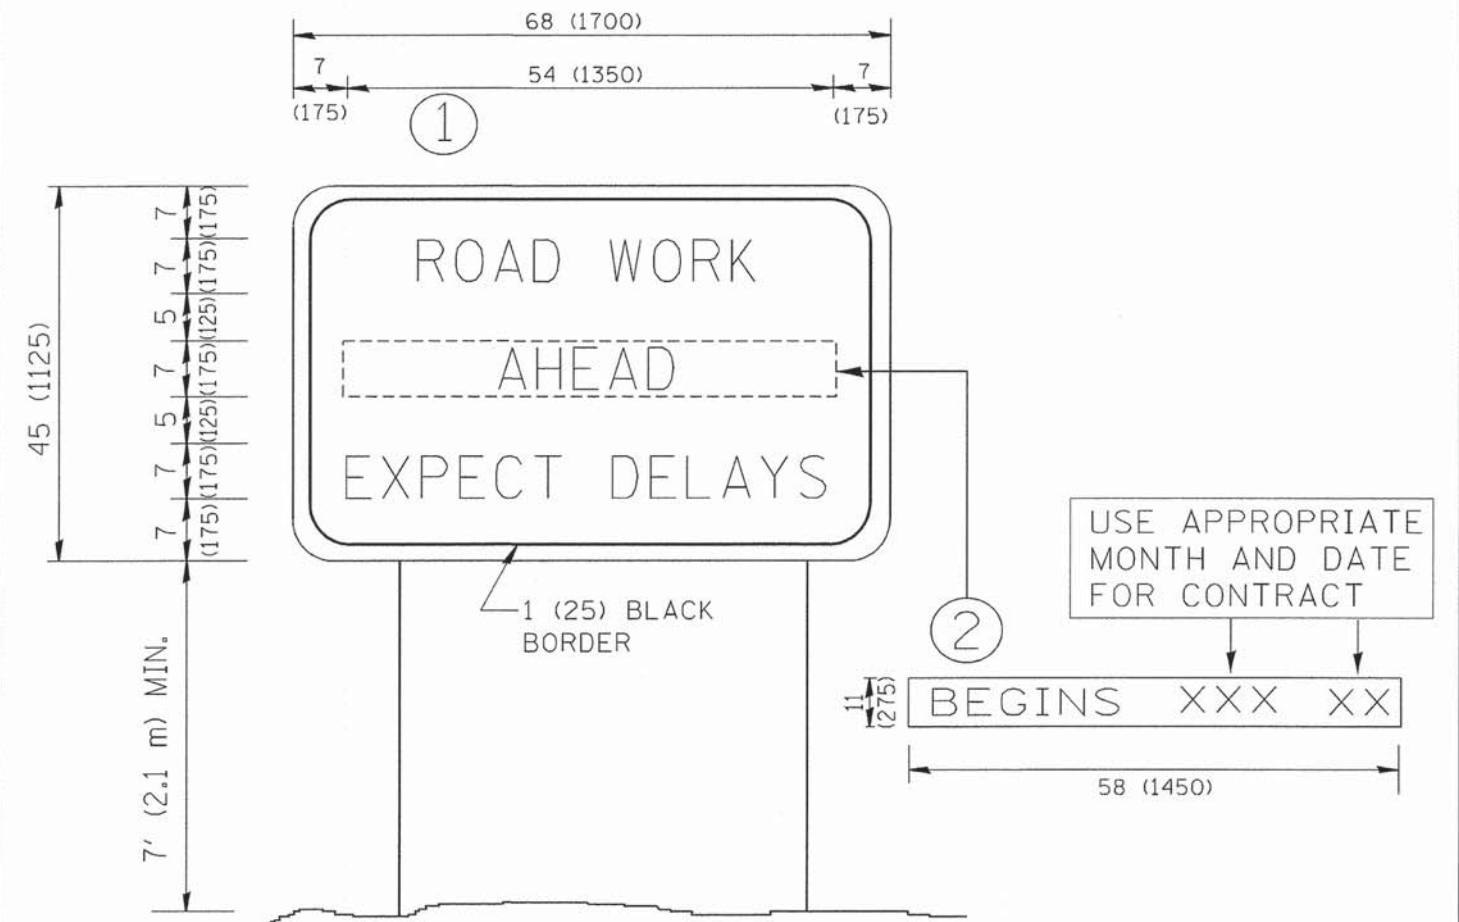 68 (1700)
7 54 (1350) 7
(175) (175)
1
45 (1125)
7 (175)
7 (175)
5 (125)
7 (175)
5 (125)
7 (175)
7 (175)
ROAD WORK
AHEAD
EXPECT DELAYS
1 (25) BLACK
BORDER
7' (2.1 m) MIN.
USE APPROPRIATE
MONTH AND DATE
FOR CONTRACT
2
11 (275)
BEGINS XXX XX
58 (1450)